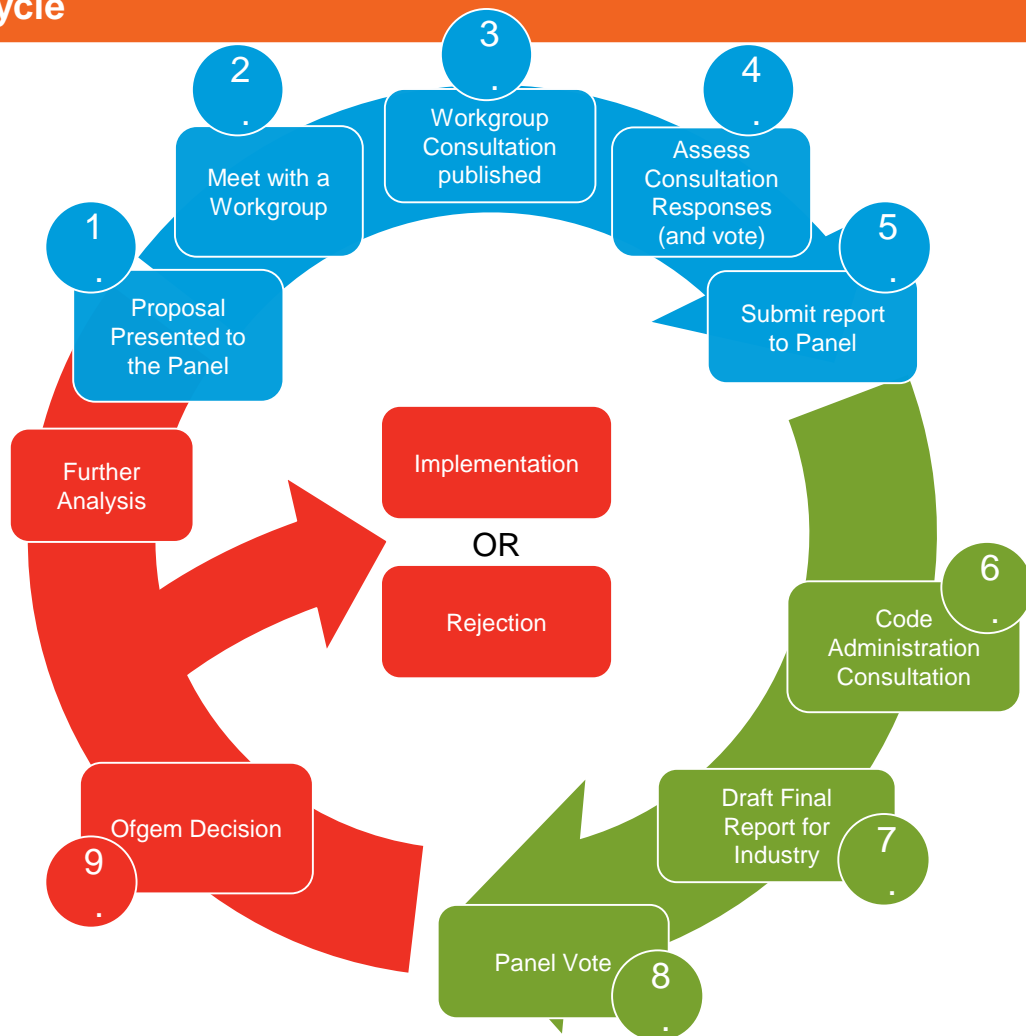 ycle
1
.
Proposal
Presented to
the Panel
2
.
Meet with a
Workgroup
3
.
Workgroup
Consultation
published
4
.
Assess
Consultation
Responses
(and vote)
5
.
Submit report
to Panel
6
.
Code
Administration
Consultation
7
.
Draft Final
Report for
Industry
8
.
Panel Vote
9
.
Ofgem Decision
Further
Analysis
Implementation
OR
Rejection